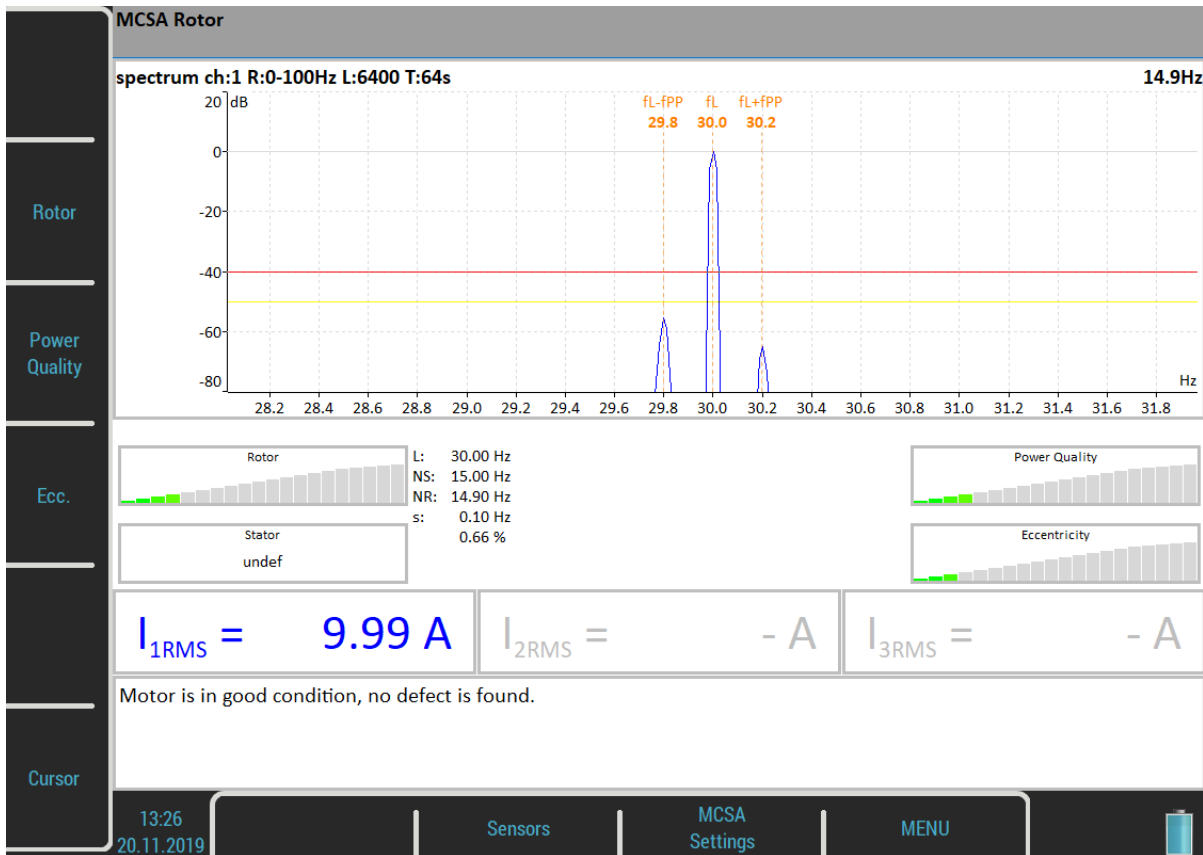 MCSA Rotor
spectrum ch:1 R:0-100Hz L:6400 T:64s
14.9Hz
20 dB
fL-fPP fL fL+fPP
29.8 30.0 30.2
0
-20
-40
-60
-80
Hz
28.2 28.4 28.6 28.8 29.0 29.2 29.4 29.6 29.8 30.0 30.2 30.4 30.6 30.8 31.0 31.2 31.4 31.6 31.8
Rotor
Power
Quality
Ecc.
Cursor
Rotor
Stator
undef
L: 30.00 Hz
NS: 15.00 Hz
NR: 14.90 Hz
s: 0.10 Hz
0.66 %
Power Quality
Eccentricity
I1RMS = 9.99 A
I2RMS = - A
I3RMS = - A
Motor is in good condition, no defect is found.
13:26
20.11.2019
Sensors
MCSA
Settings
MENU